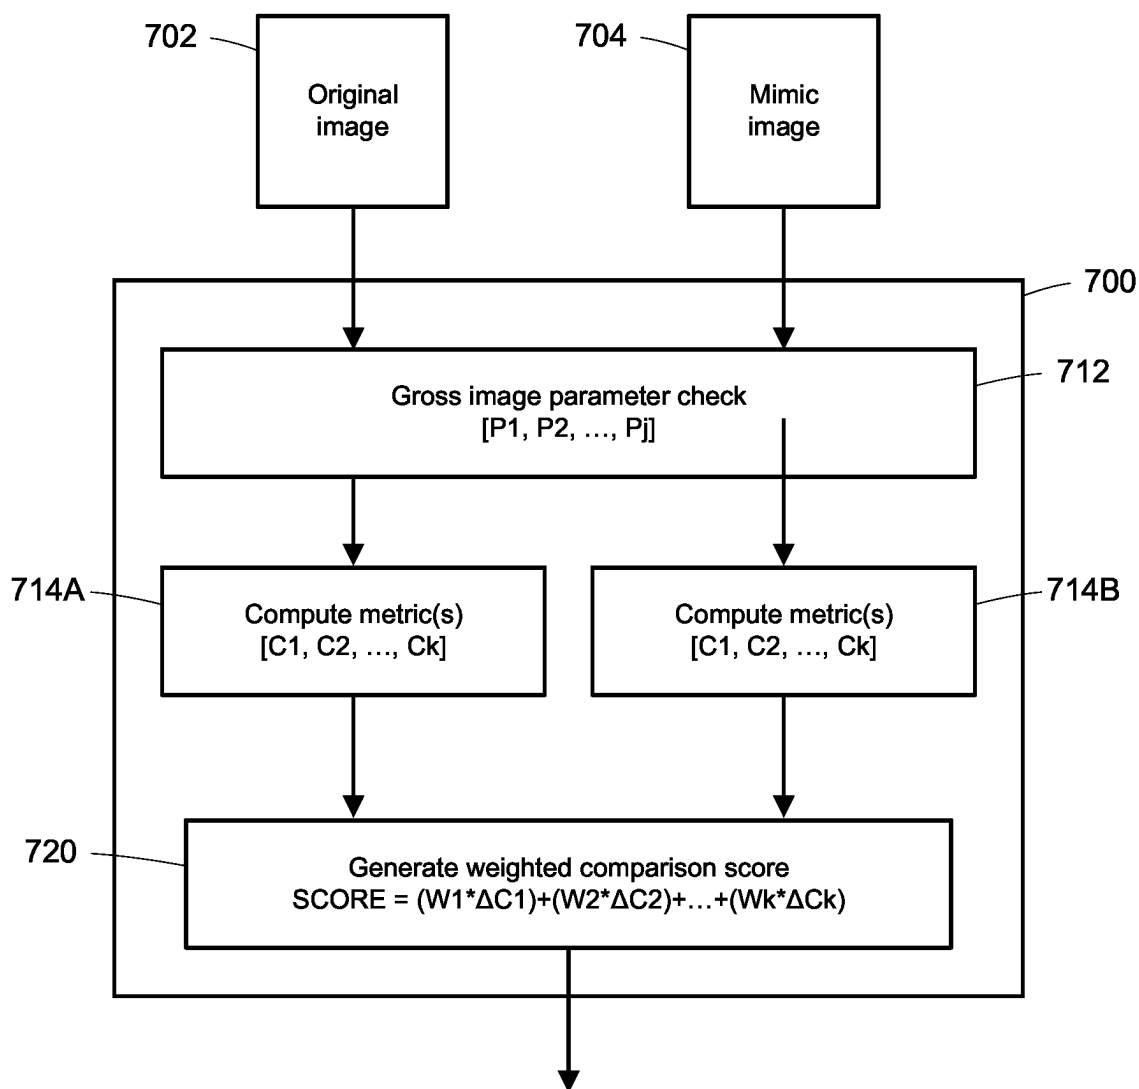 702
704
Original
image
Mimic
image
700
712
Gross image parameter check
[P1, P2, …, Pj]
714A
714B
Compute metric(s)
[C1, C2, …, Ck]
Compute metric(s)
[C1, C2, …, Ck]
720
Generate weighted comparison score
SCORE = (W1*ΔC1)+(W2*ΔC2)+…+(Wk*ΔCk)